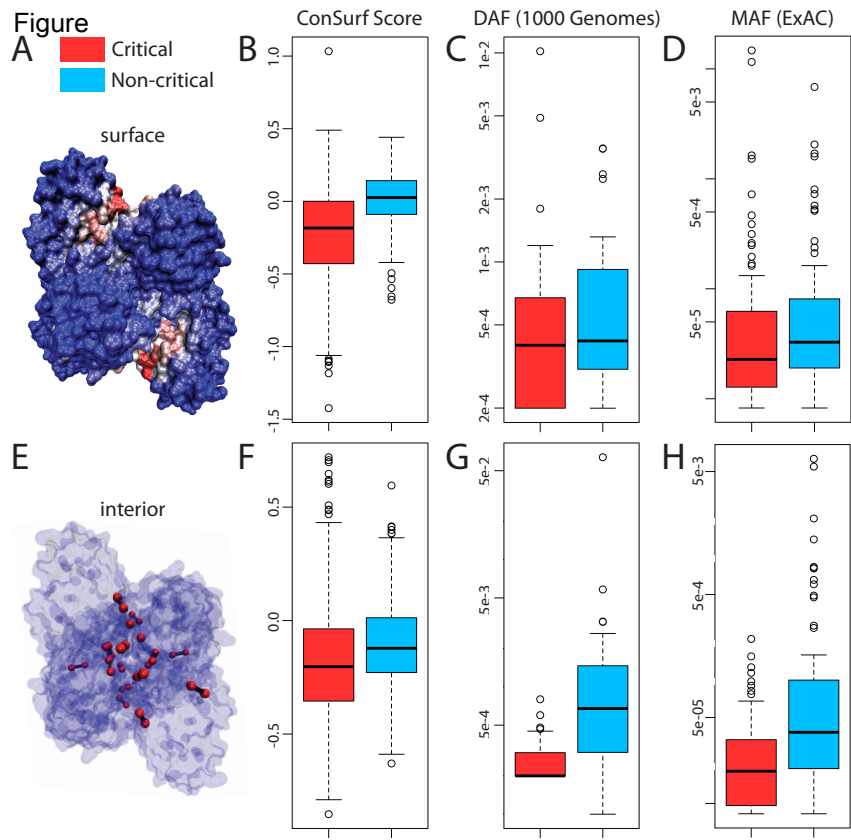 Figure
ConSurf Score
DAF (1000 Genomes)
MAF (ExAC)
A
Critical
Non-critical
B
C
D
surface
1.0
0.5
0.0
-0.5
-1.0
-1.5
1e-2
5e-3
2e-3
1e-3
5e-4
2e-4
5e-3
5e-4
5e-5
E
F
G
H
interior
0.5
0.0
-0.5
5e-2
5e-3
5e-4
5e-3
5e-4
5e-05